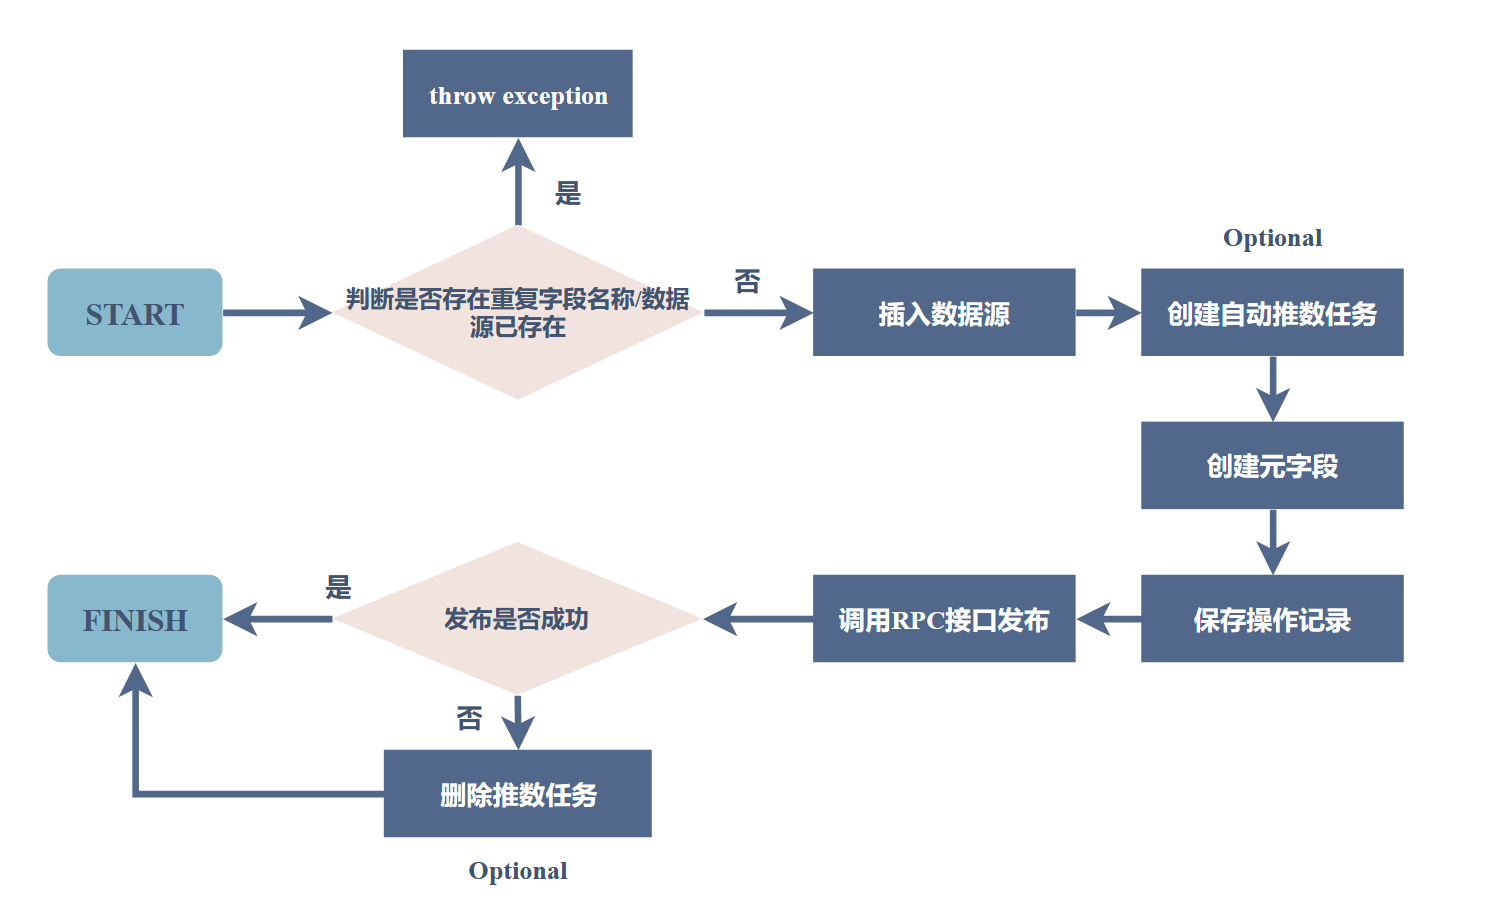 throw exception
是
Optional
START
判断是否存在重复字段名称/数据
源已存在
否
插入数据源
创建自动推数任务
创建元字段
FINISH
是
发布是否成功
调用RPC接口发布
保存操作记录
否
删除推数任务
Optional